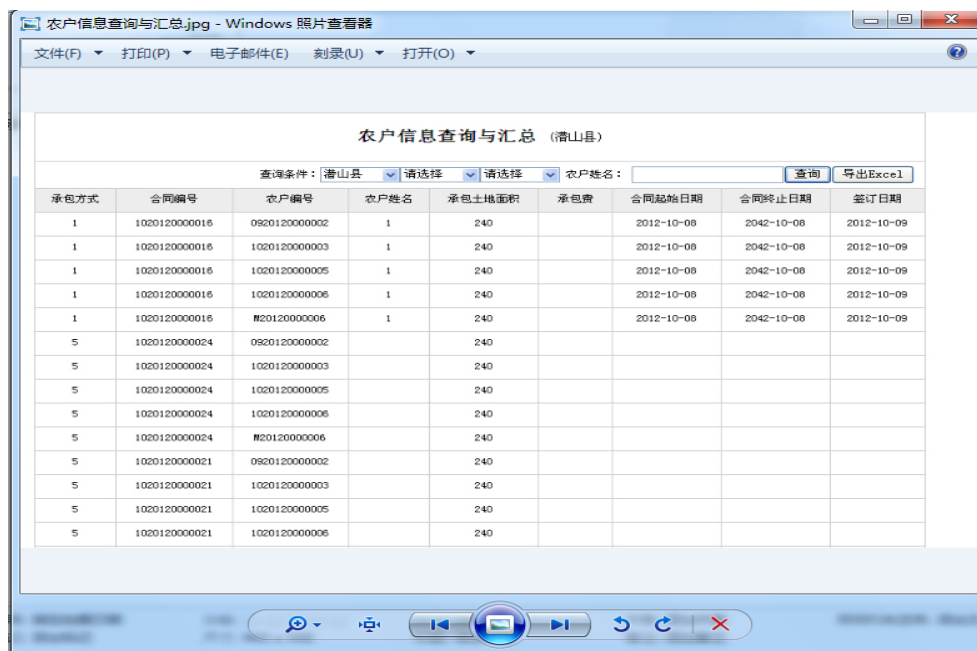 农户信息查询与汇总.jpg - Windows 照片查看器
文件(F) 打印(P) 电子邮件(E) 刻录(U) 打开(O)
农户信息查询与汇总 (潜山县)
查询条件: 潜山县 请选择 请选择 农户姓名: 查询 导出Excel
承包方式 合同编号 农户编号 农户姓名 承包土地面积 承包费 合同起始日期 合同终止日期 签订日期
1 1020120000016 0920120000002 1 240 2012-10-08 2042-10-08 2012-10-09
1 1020120000016 1020120000003 1 240 2012-10-08 2042-10-08 2012-10-09
1 1020120000016 1020120000005 1 240 2012-10-08 2042-10-08 2012-10-09
1 1020120000016 1020120000006 1 240 2012-10-08 2042-10-08 2012-10-09
1 1020120000016 W20120000006 1 240 2012-10-08 2042-10-08 2012-10-09
5 1020120000024 0920120000002 240
5 1020120000024 1020120000003 240
5 1020120000024 1020120000005 240
5 1020120000024 1020120000006 240
5 1020120000024 W20120000006 240
5 1020120000021 0920120000002 240
5 1020120000021 1020120000003 240
5 1020120000021 1020120000005 240
5 1020120000021 1020120000006 240